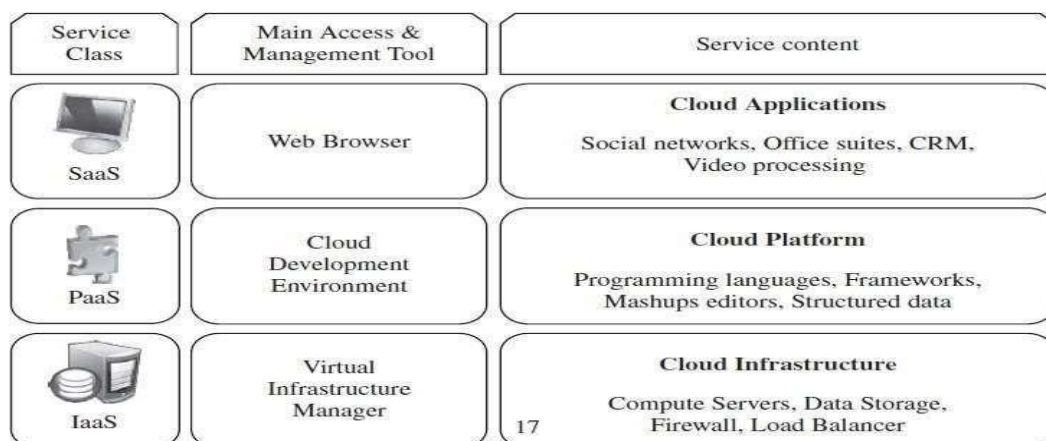 Service
Class
Main Access &
Management Tool
Service content
SaaS
Web Browser
Cloud Applications
Social networks, Office suites, CRM,
Video processing
PaaS
Cloud
Development
Environment
Cloud Platform
Programming languages, Frameworks,
Mashups editors, Structured data
IaaS
Virtual
Infrastructure
Manager
17
Cloud Infrastructure
Compute Servers, Data Storage,
Firewall, Load Balancer